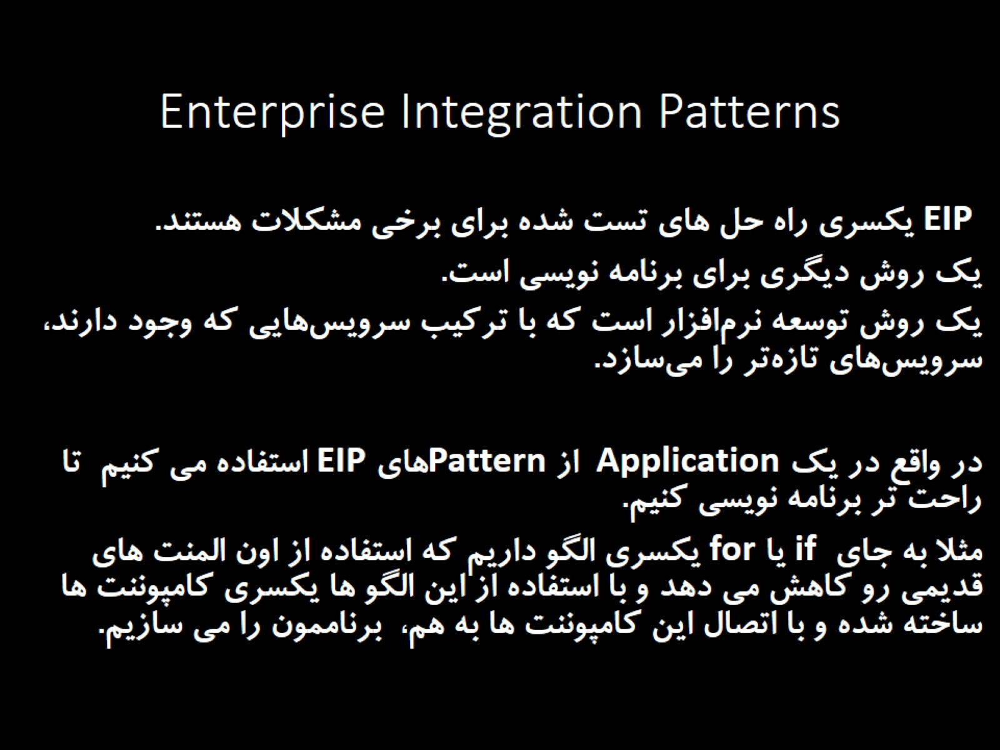 Enterprise Integration Patterns
EIP یکسری راه حل های تست شده برای برخی مشکلات هستند.
یک روش دیگری برای برنامه نویسی است.
یک روش توسعه نرم‌افزار است که با ترکیب سرویس‌هایی که وجود دارند،
سرویس‌های تازه‌تر را می‌سازد.
در واقع در یک Application از Patternهای EIP استفاده می کنیم تا
راحت تر برنامه نویسی کنیم.
مثلا به جای if یا for یکسری الگو داریم که استفاده از اون المنت های
قدیمی رو کاهش می دهد و با استفاده از این الگو ها یکسری کامپوننت ها
ساخته شده و با اتصال این کامپوننت ها به هم، برناممون را می سازیم.